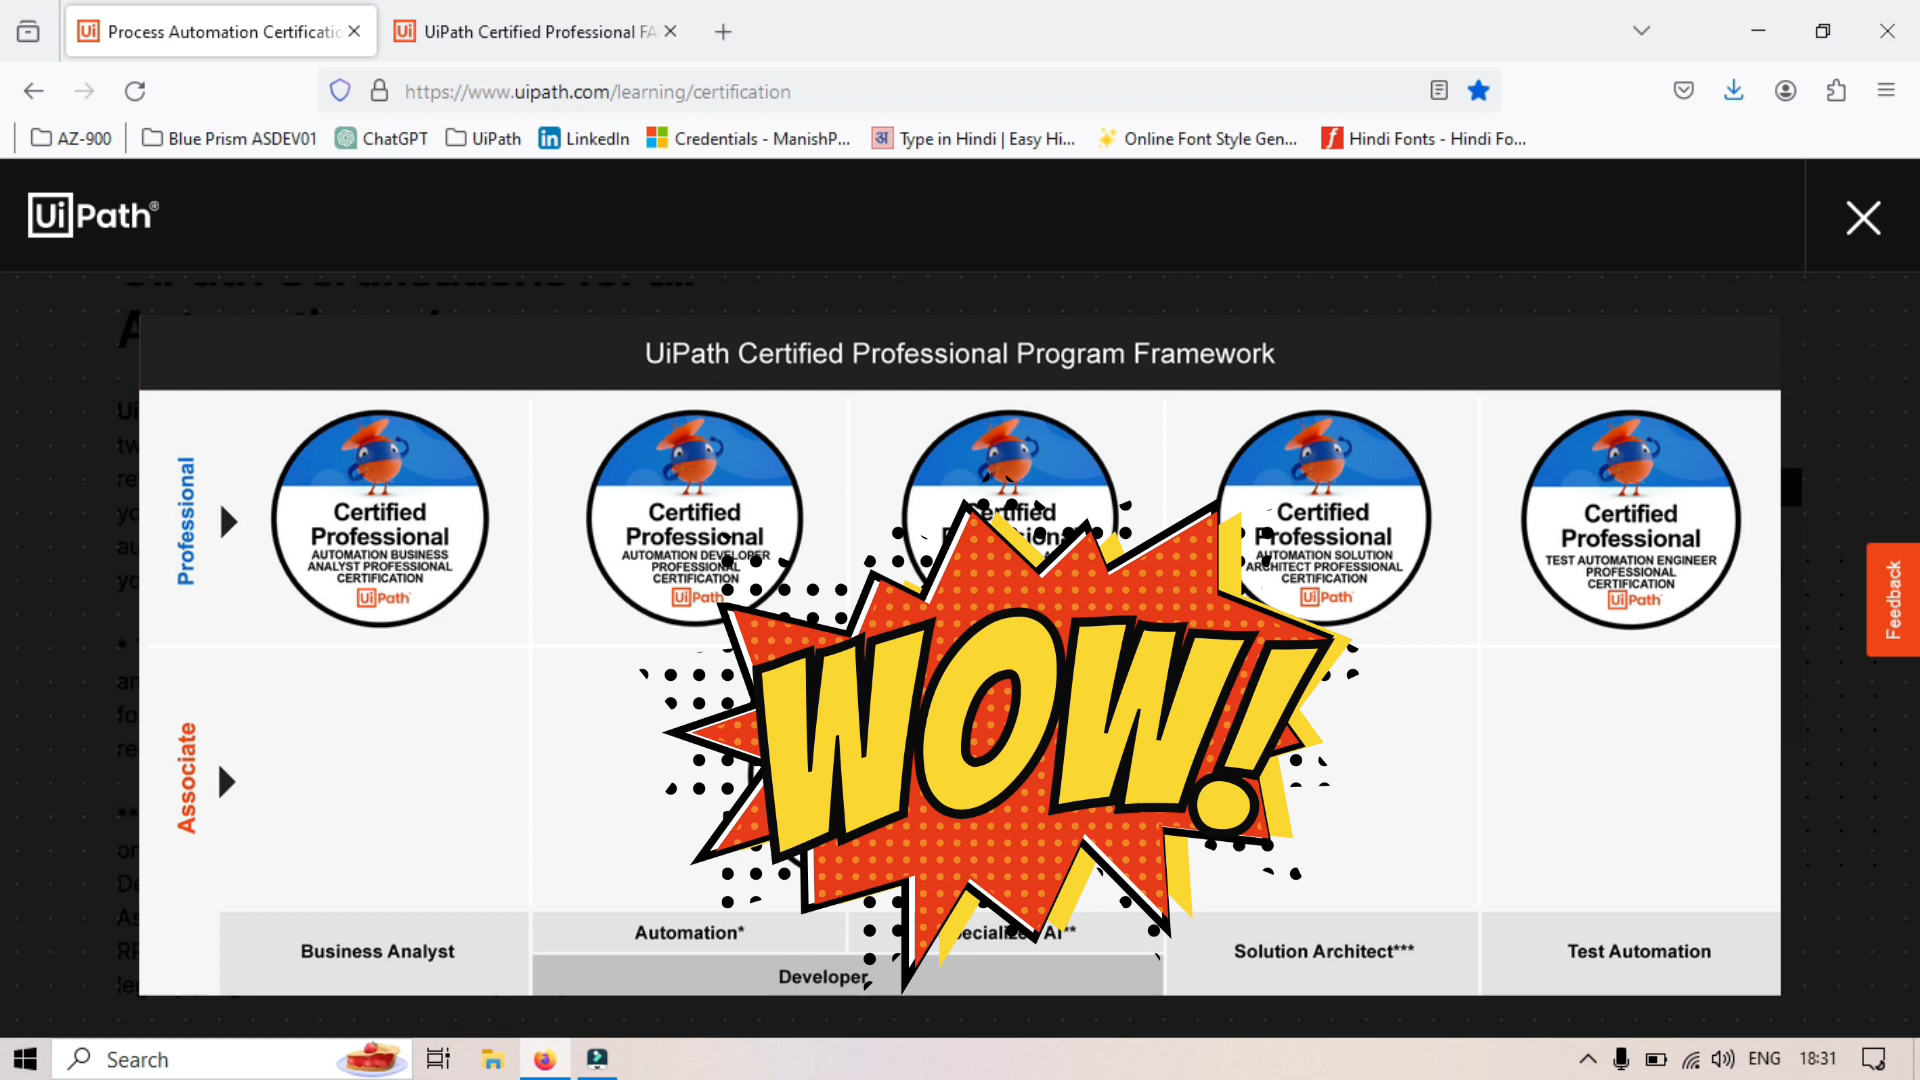 Process Automation Certificatio
UiPath Certified Professional FA
https://www.uipath.com/learning/certification
AZ-900
Blue Prism ASDEV01
ChatGPT
UiPath
LinkedIn
Credentials - ManishP...
Type in Hindi | Easy Hi...
Online Font Style Gen...
Hindi Fonts - Hindi Fo...
UiPath®
UiPath Certified Professional Program Framework
Professional
Certified
Professional
AUTOMATION BUSINESS
ANALYST PROFESSIONAL
CERTIFICATION
UiPath
Certified
Professional
AUTOMATION DEVELOPER
PROFESSIONAL
CERTIFICATION
UiPath
Certified
Professional
AUTOMATION SOLUTION
ARCHITECT PROFESSIONAL
CERTIFICATION
UiPath
Certified
Professional
TEST AUTOMATION ENGINEER
PROFESSIONAL
CERTIFICATION
UiPath
Feedback
WOW!
Associate
Business Analyst
Automation*
Specialized AI**
Developer
Solution Architect***
Test Automation
Search
ENG
18:31